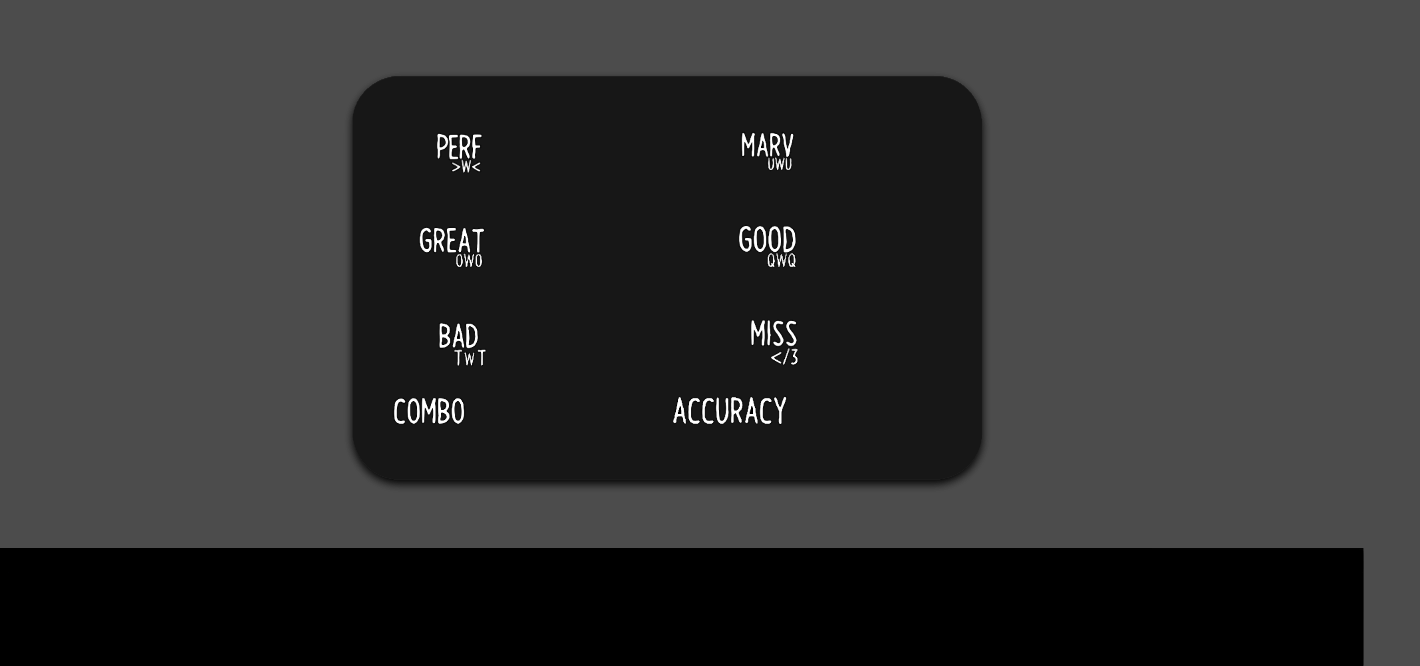 PERF MARV
>W< UWU
GREAT GOOD
OWO QWQ
BAD MISS
TwT </3
COMBO ACCURACY